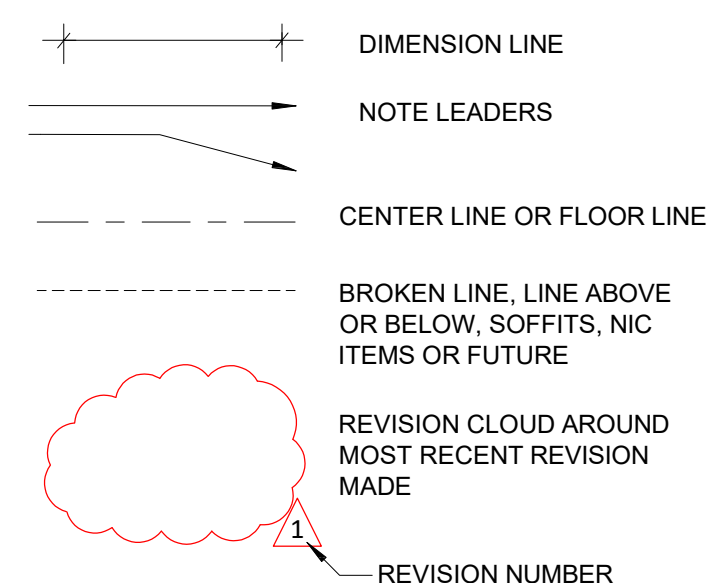 DIMENSION LINE
NOTE LEADERS
CENTER LINE OR FLOOR LINE
BROKEN LINE, LINE ABOVE
OR BELOW, SOFFITS, NIC
ITEMS OR FUTURE
REVISION CLOUD AROUND
MOST RECENT REVISION
MADE
1
REVISION NUMBER